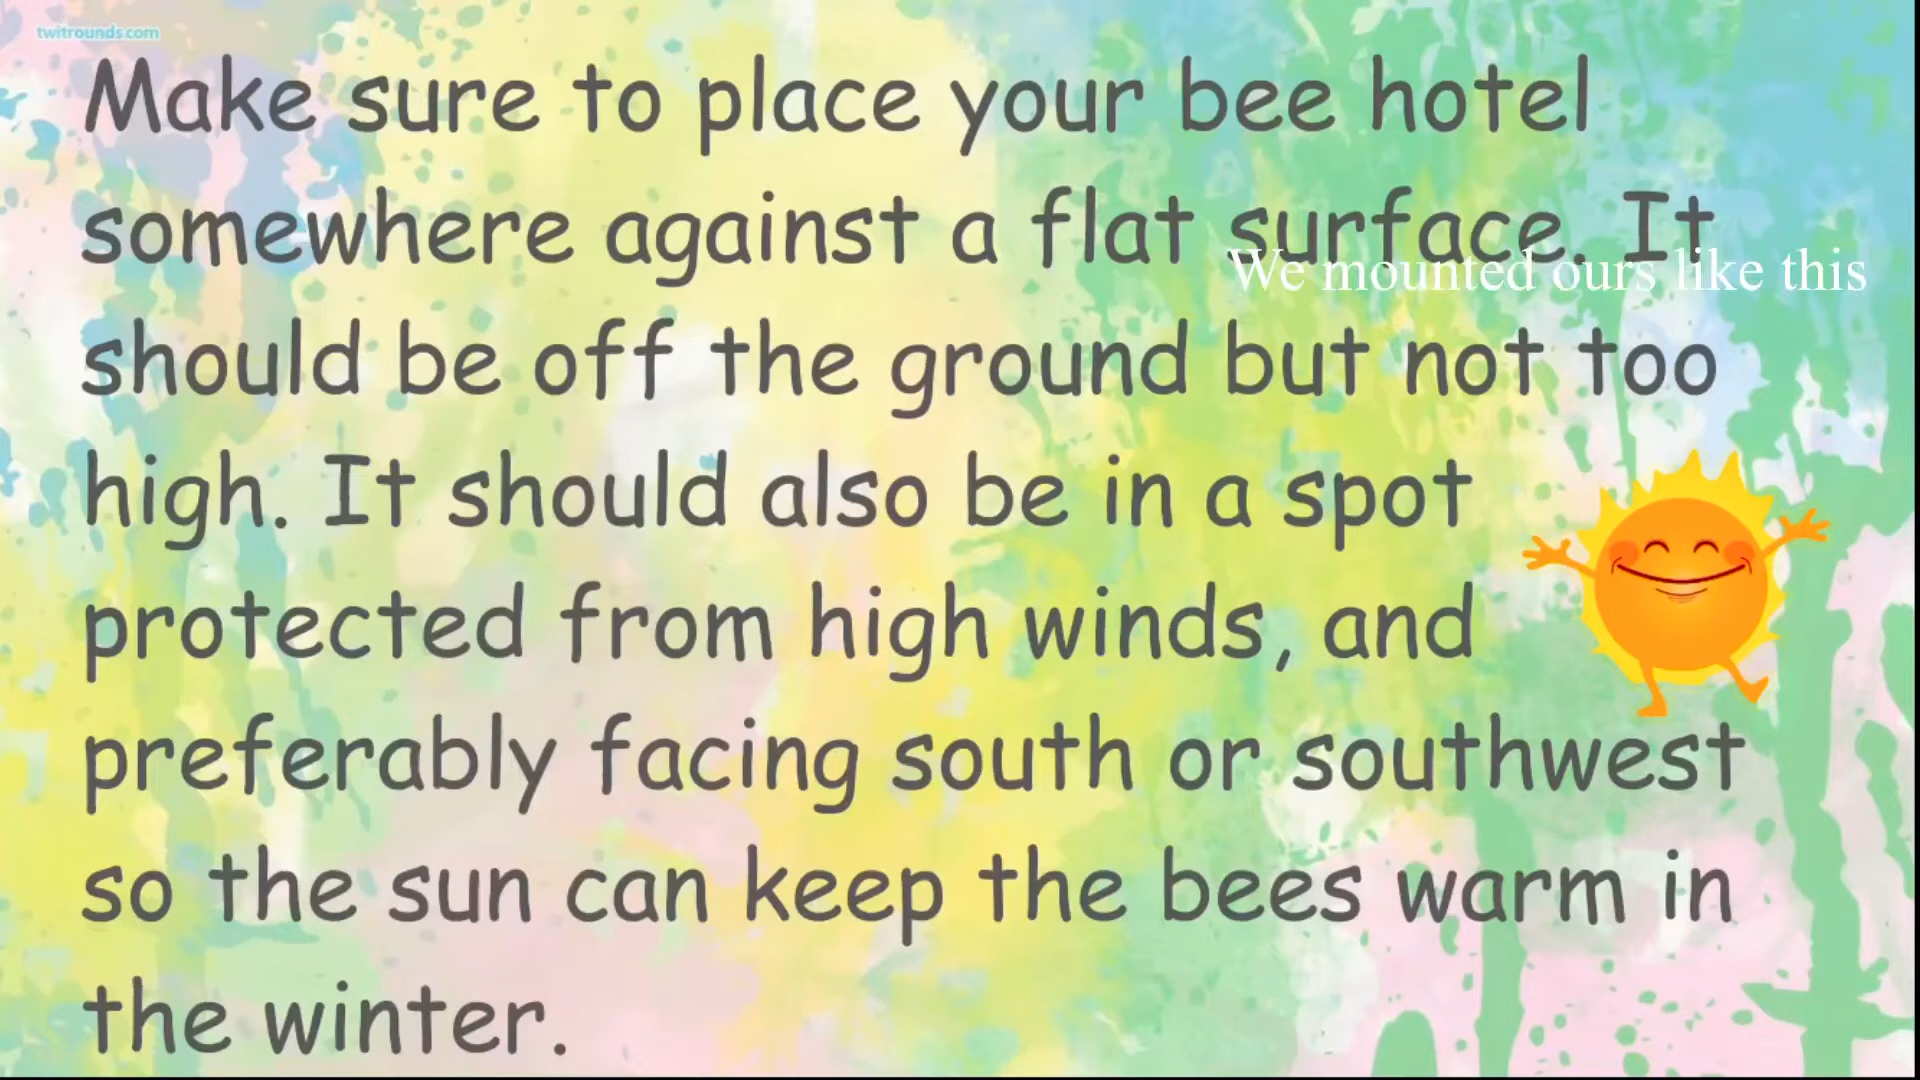 twitrounds.com
Make sure to place your bee hotel
somewhere against a flat surface. It
We mounted ours like this
should be off the ground but not too
high. It should also be in a spot
protected from high winds, and
preferably facing south or southwest
so the sun can keep the bees warm in
the winter.